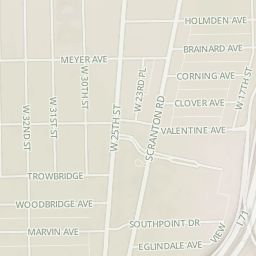 HOLMDEN AVE
BRAINARD AVE
MEYER AVE
CORNING AVE
W 30TH ST
W 23RD PL
W 17TH ST
CLOVER AVE
W 32ND ST
W 31ST ST
W 25TH ST
SCRANTON RD
VALENTINE AVE
TROWBRIDGE
WOODBRIDGE AVE
SOUTHPOINT DR
I 71
MARVIN AVE
VIEW
EGLINDALE AVE